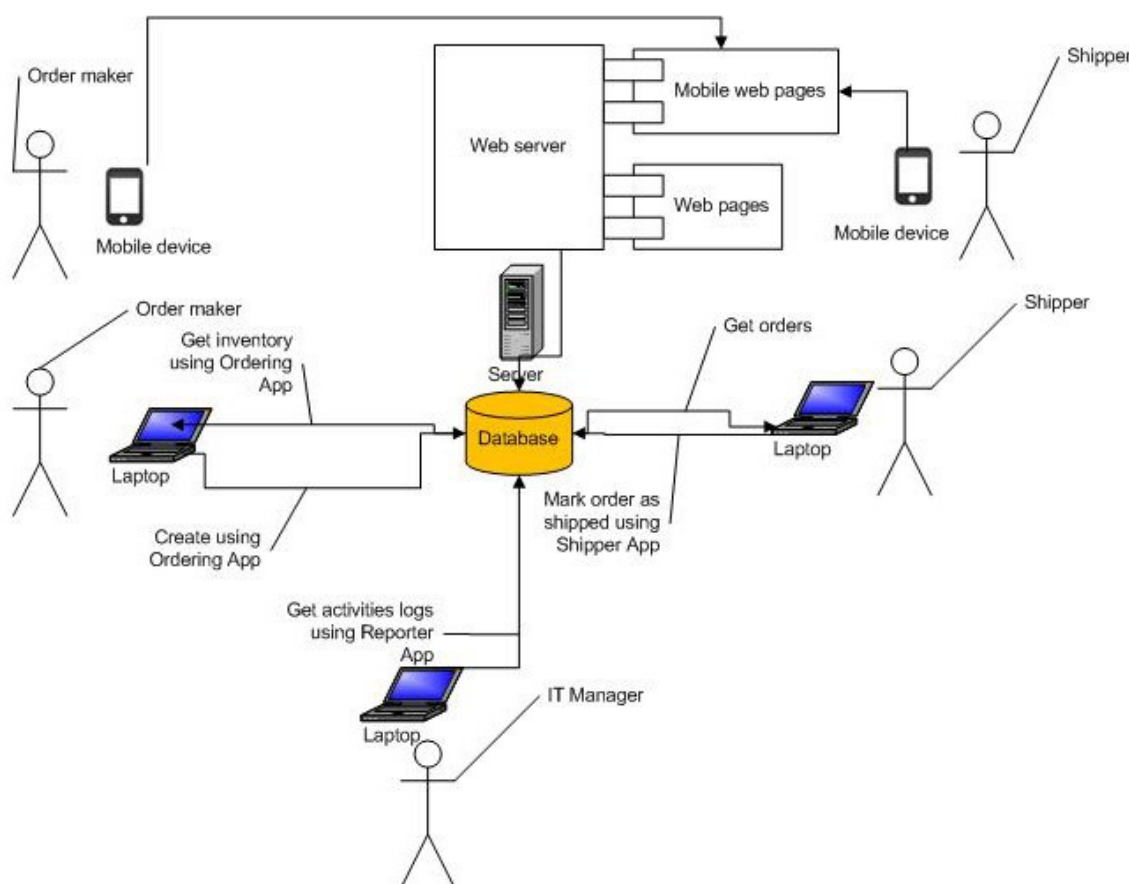 Order maker
Shipper
Mobile web pages
Web server
Web pages
Mobile device
Mobile device
Order maker
Get inventory
using Ordering
App
Get orders
Shipper
Server
Database
Laptop
Laptop
Create using
Ordering App
Mark order as
shipped using
Shipper App
Get activities logs
using Reporter
App
IT Manager
Laptop